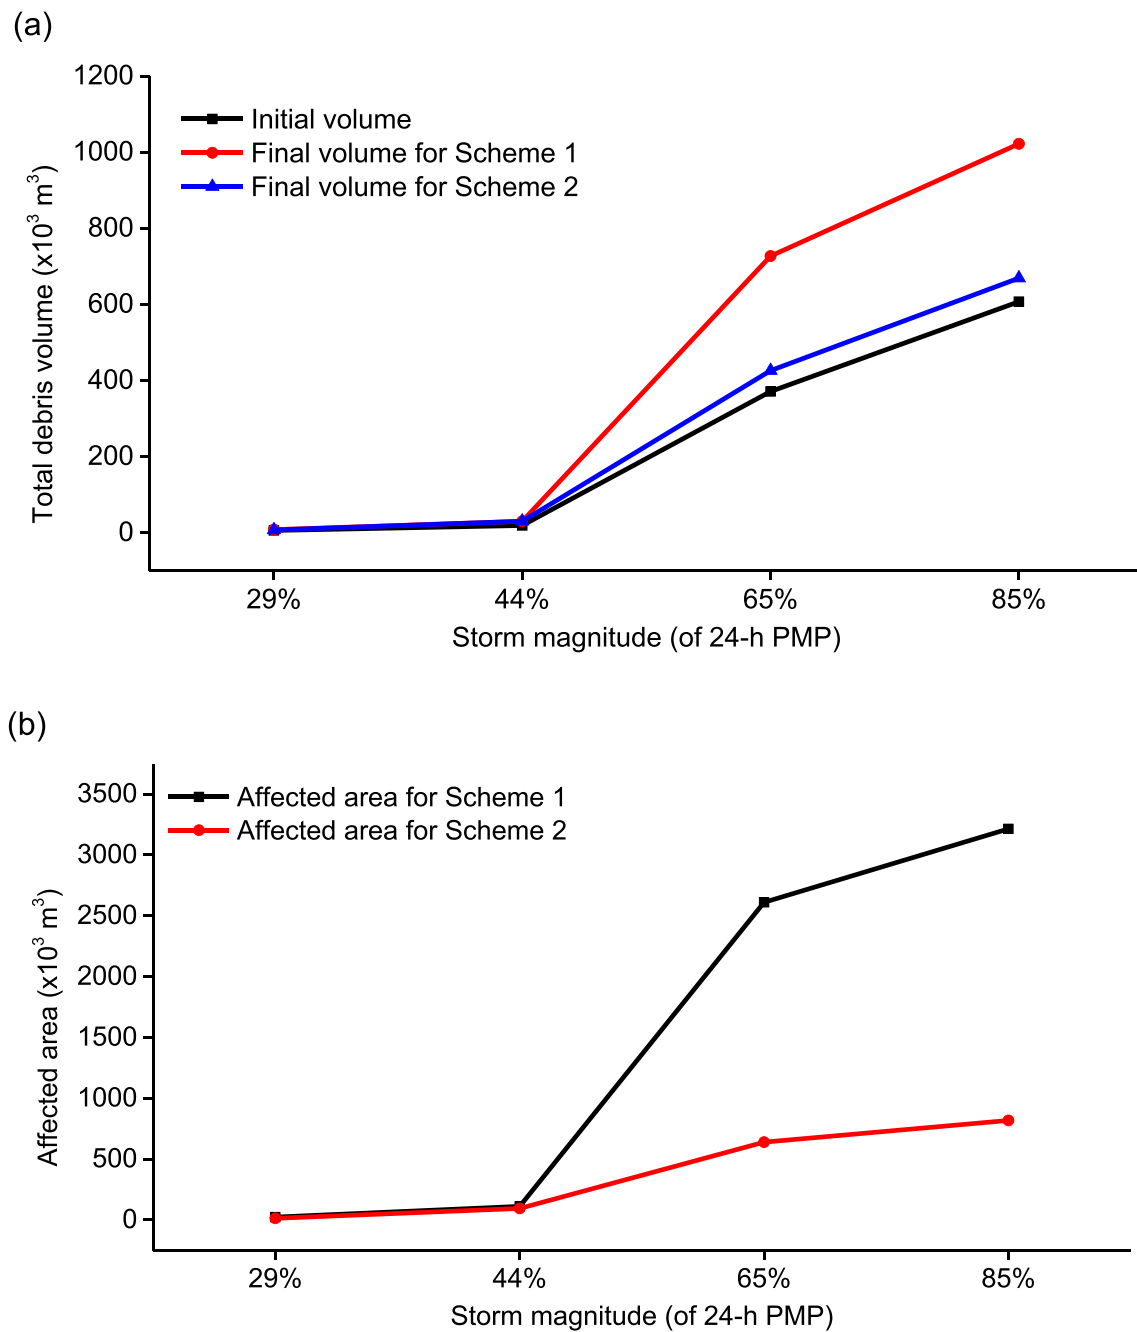 (a)
1200
1000
800
600
400
200
0
Total debris volume (x10³ m³)
Initial volume
Final volume for Scheme 1
Final volume for Scheme 2
29% 44% 65% 85%
Storm magnitude (of 24-h PMP)
(b)
3500
3000
2500
2000
1500
1000
500
0
Affected area (x10³ m³)
Affected area for Scheme 1
Affected area for Scheme 2
29% 44% 65% 85%
Storm magnitude (of 24-h PMP)